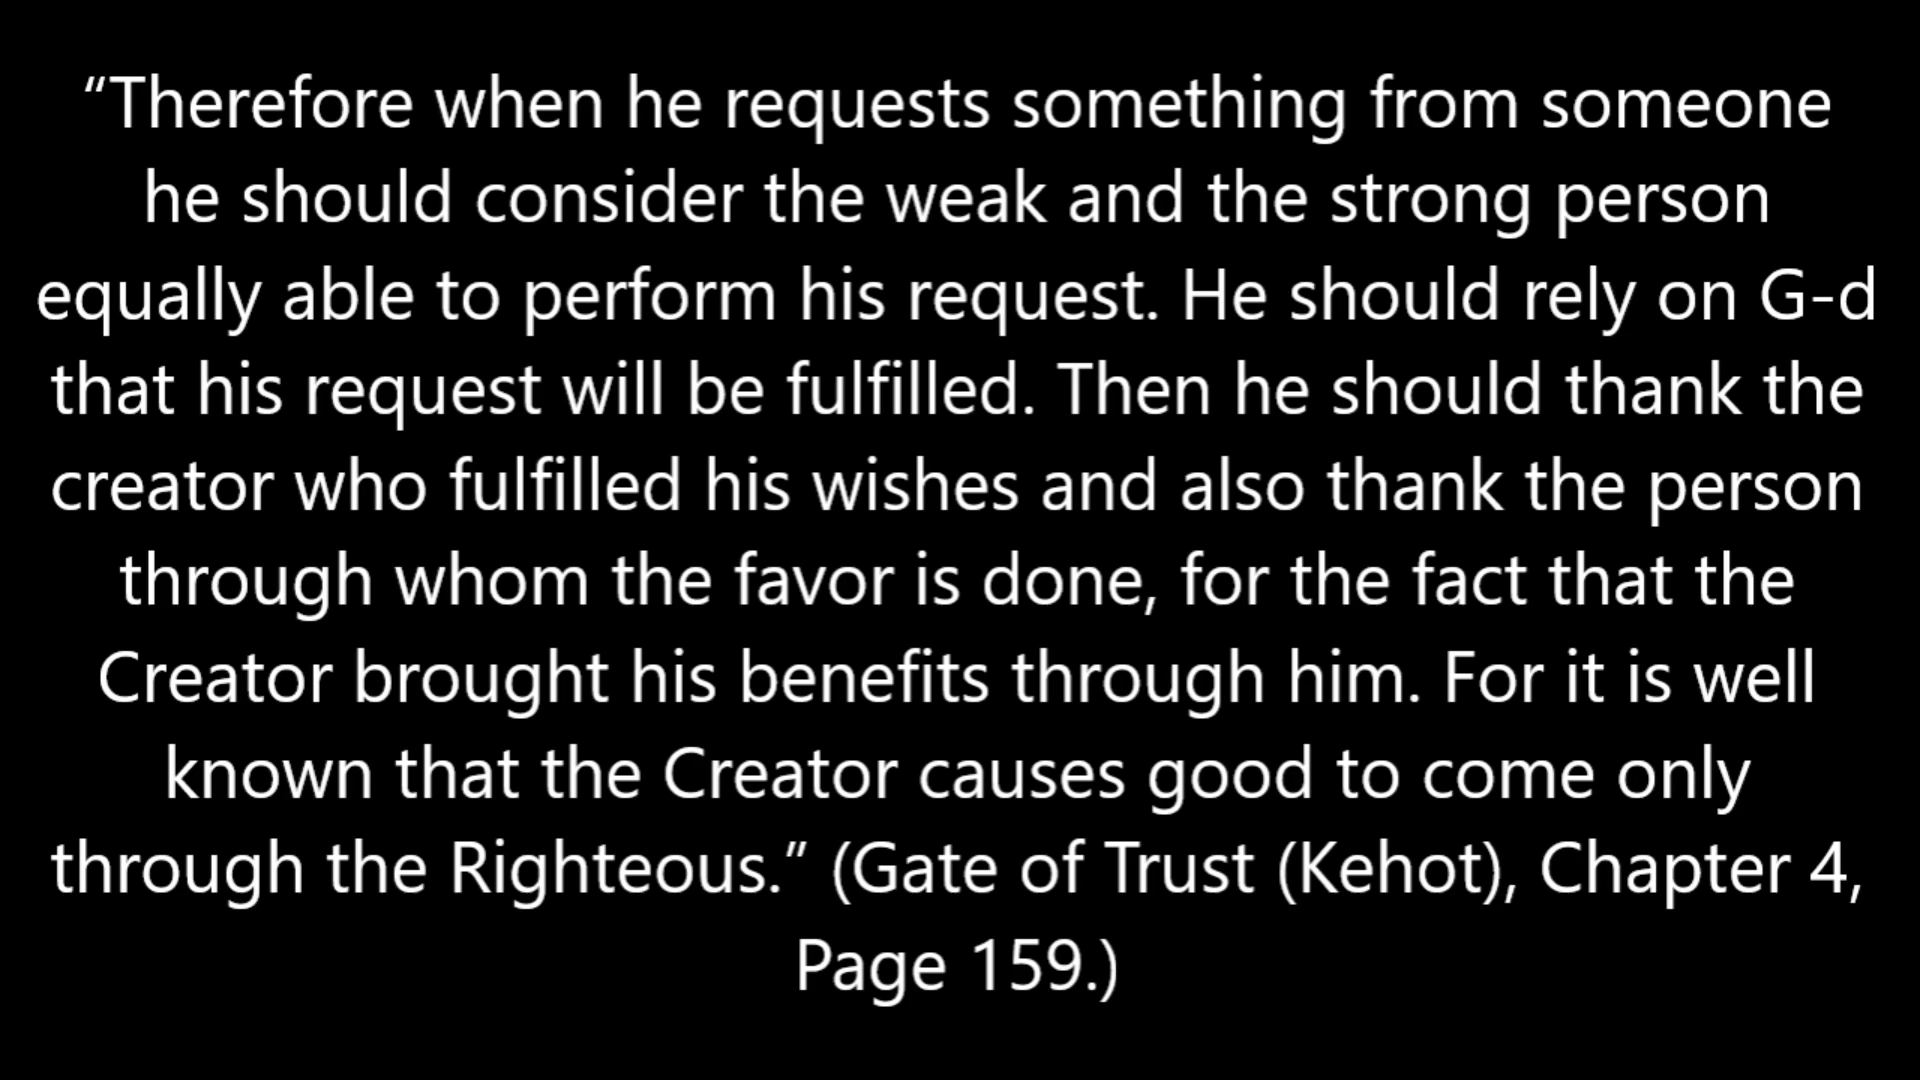 “Therefore when he requests something from someone
he should consider the weak and the strong person
equally able to perform his request. He should rely on G-d
that his request will be fulfilled. Then he should thank the
creator who fulfilled his wishes and also thank the person
through whom the favor is done, for the fact that the
Creator brought his benefits through him. For it is well
known that the Creator causes good to come only
through the Righteous.” (Gate of Trust (Kehot), Chapter 4,
Page 159.)